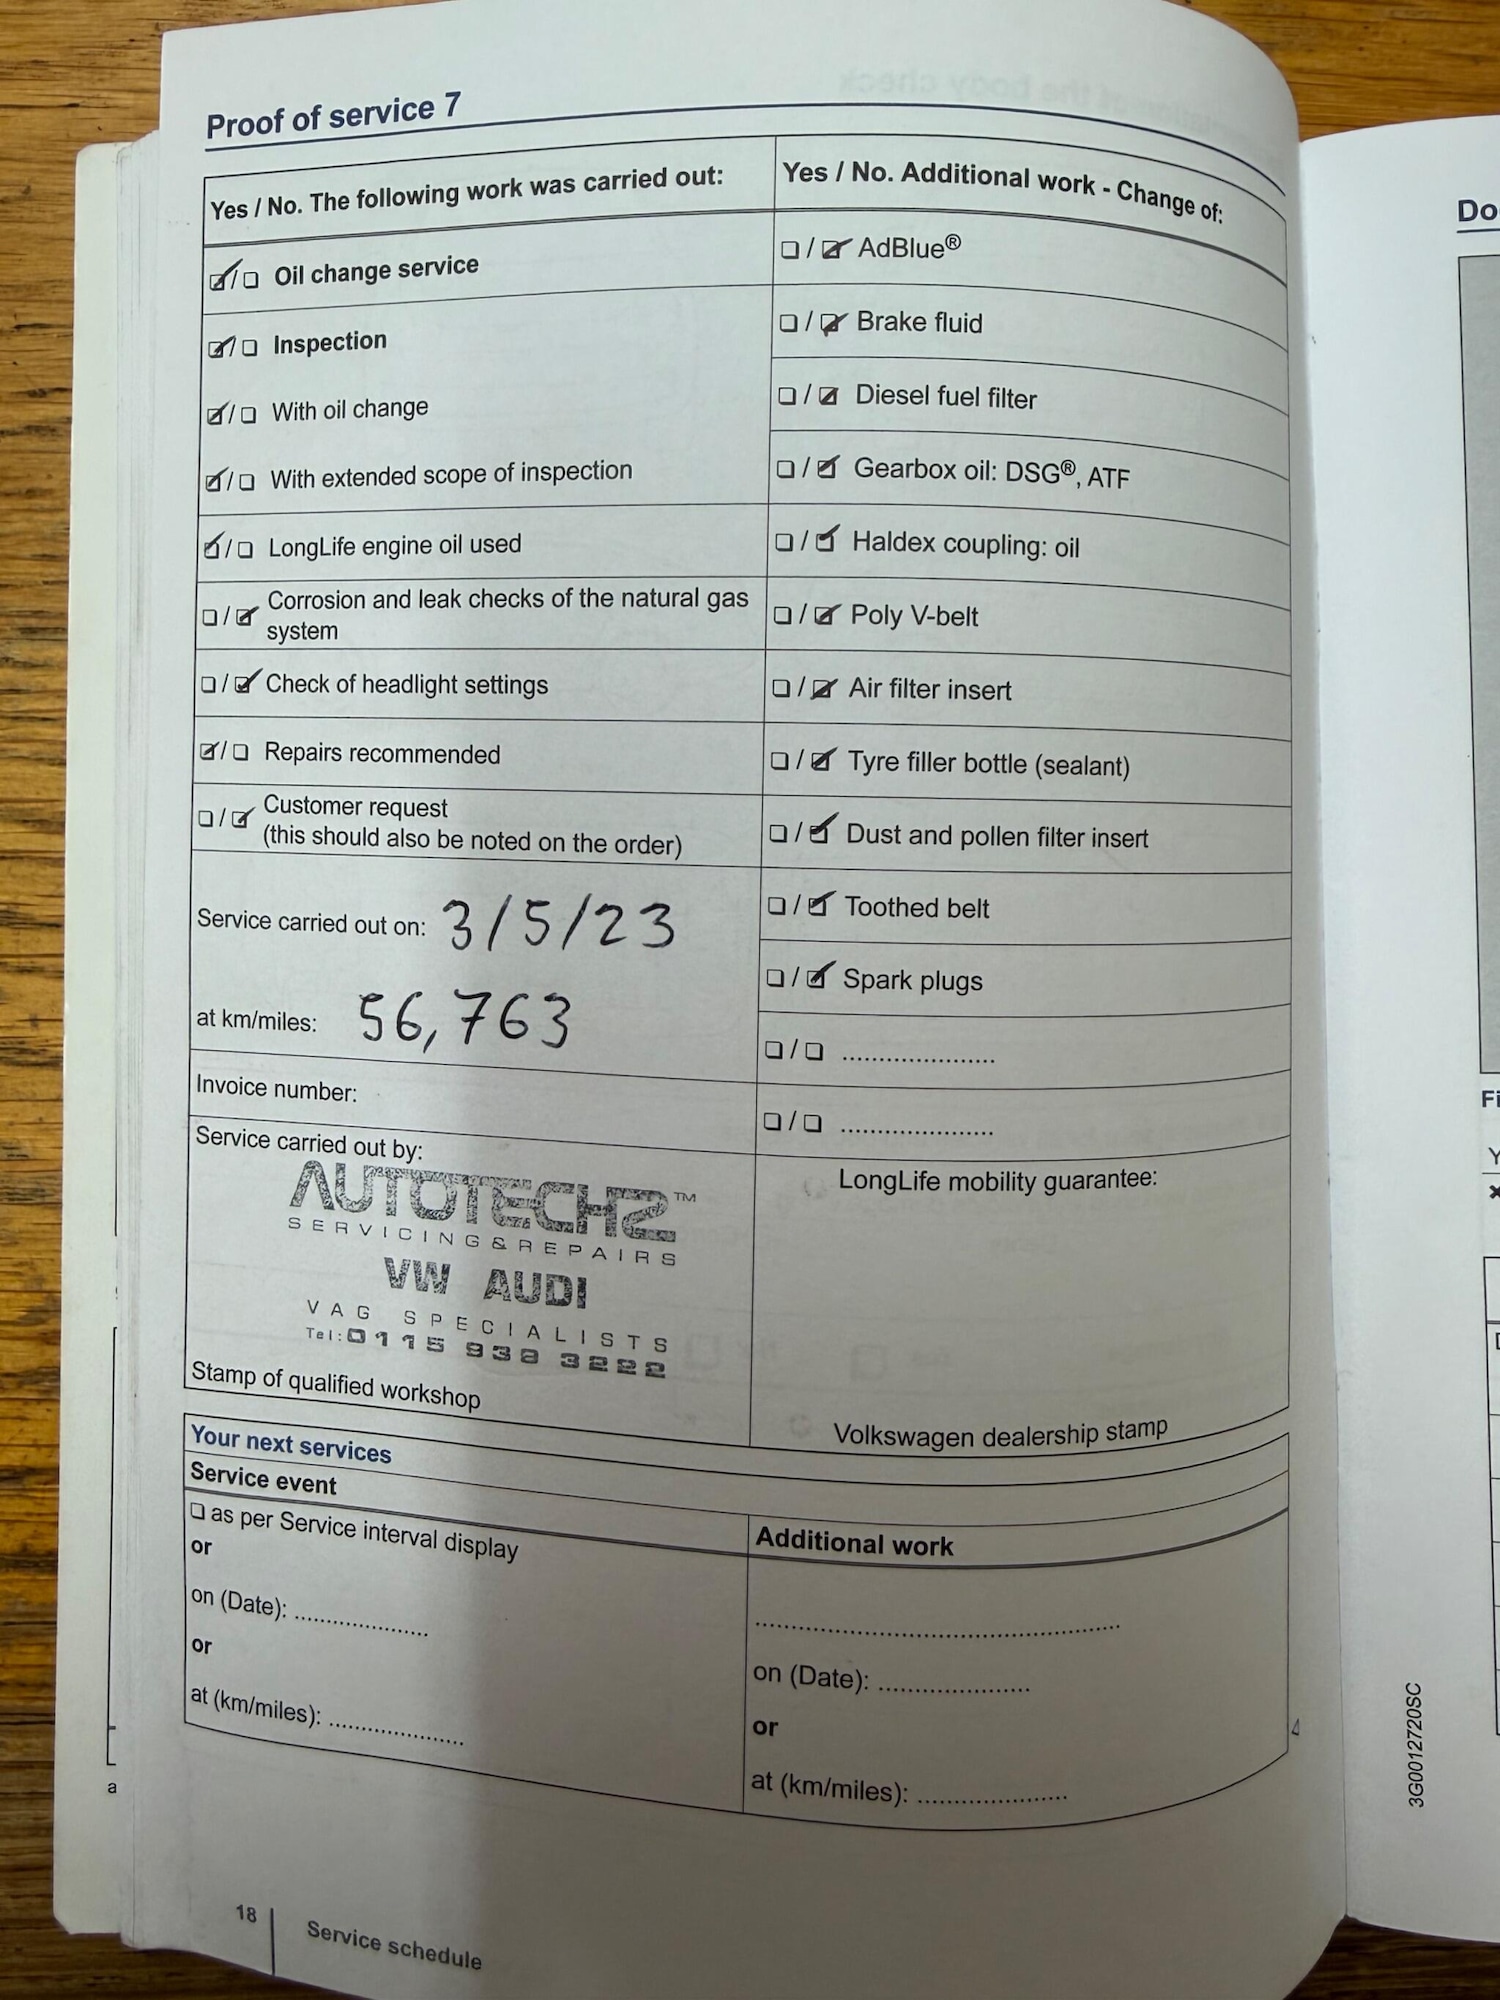 Proof of service 7
Yes / No. The following work was carried out:
☑/☐ Oil change service
☑/☐ Inspection
☑/☐ With oil change
☑/☐ With extended scope of inspection
☑/☐ LongLife engine oil used
☐/☑ Corrosion and leak checks of the natural gas
system
☐/☑ Check of headlight settings
☑/☐ Repairs recommended
☐/☑ Customer request
(this should also be noted on the order)
Service carried out on: 3/5/23
at km/miles: 56,763
Invoice number:
Service carried out by:
AUTOTECH2™
SERVICING & REPAIRS
VW AUDI
VAG SPECIALISTS
Tel: 0115 938 3222
Stamp of qualified workshop
Yes / No. Additional work - Change of:
☐/☑ AdBlue®
☐/☑ Brake fluid
☐/☑ Diesel fuel filter
☐/☑ Gearbox oil: DSG®, ATF
☐/☑ Haldex coupling: oil
☐/☑ Poly V-belt
☐/☑ Air filter insert
☐/☑ Tyre filler bottle (sealant)
☐/☑ Dust and pollen filter insert
☐/☑ Toothed belt
☐/☑ Spark plugs
☐/☐ .....................
☐/☐ .....................
LongLife mobility guarantee:
Volkswagen dealership stamp
Your next services
Service event
☐ as per Service interval display
or
on (Date): ..................
or
at (km/miles): ..................
Additional work
..................................................
on (Date): .....................
or
at (km/miles): .....................
18
Service schedule
3G0012720SC